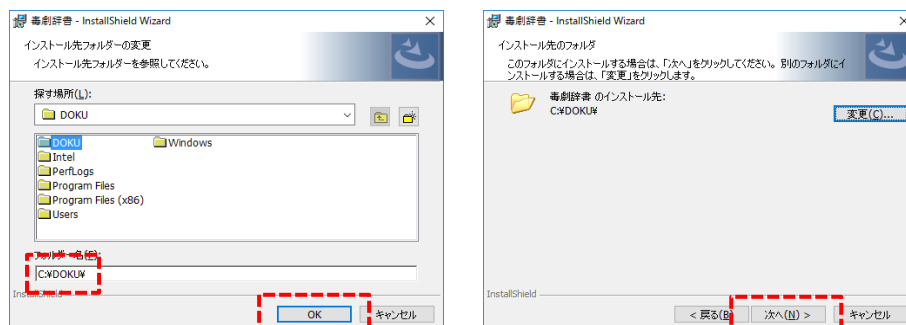 毒劇辞書 - InstallShield Wizard
インストール先フォルダーの変更
インストール先フォルダーを参照してください。
探す場所(L):
DOKU
DOKU
Windows
Intel
PerfLogs
Program Files
Program Files (x86)
Users
フォルダー名(F):
C:¥DOKU¥
InstallShield
OK
キャンセル
毒劇辞書 - InstallShield Wizard
インストール先のフォルダ
このフォルダにインストールする場合は、「次へ」をクリックしてください。別のフォルダにイ
ンストールする場合は、「変更」をクリックします。
毒劇辞書 のインストール先:
C:¥DOKU¥
変更(C)...
InstallShield
< 戻る(B)
次へ(N) >
キャンセル